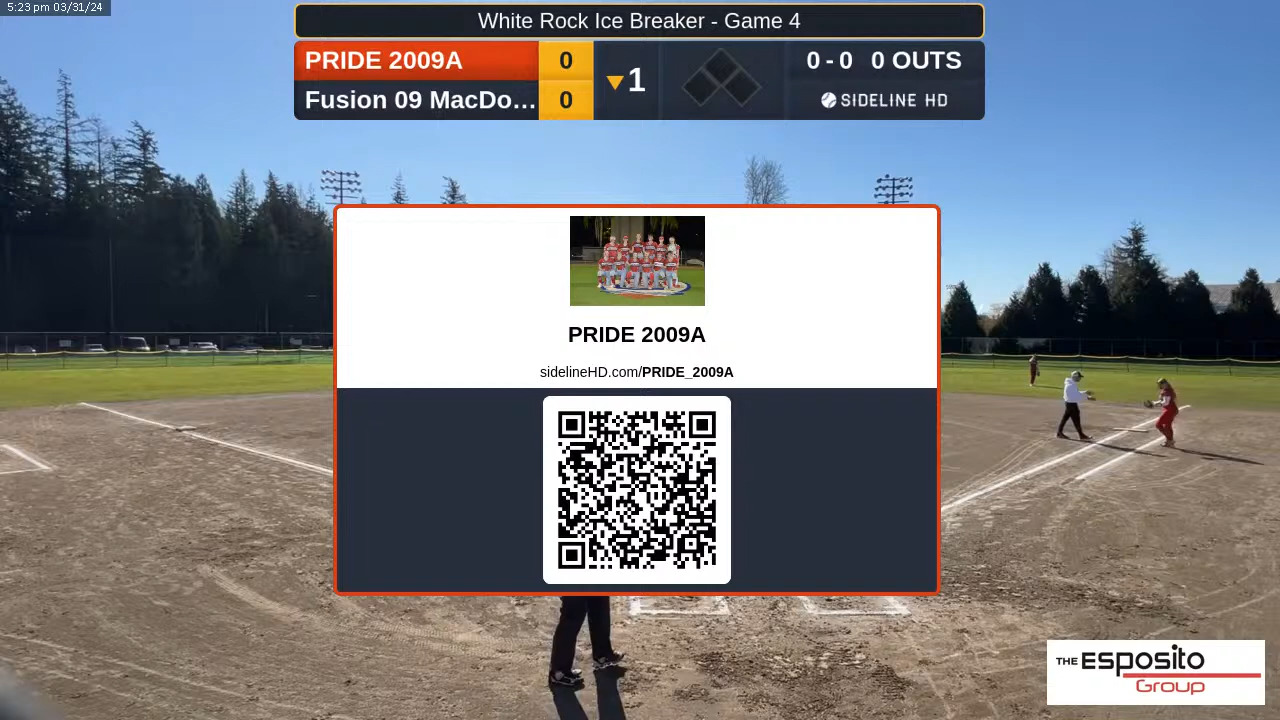 5:23 pm 03/31/24
White Rock Ice Breaker - Game 4
PRIDE 2009A 0
Fusion 09 MacDo... 0
▼1
0 - 0 0 OUTS
SIDELINE HD
PRIDE 2009A
sidelineHD.com/PRIDE_2009A
THE Esposito
Group